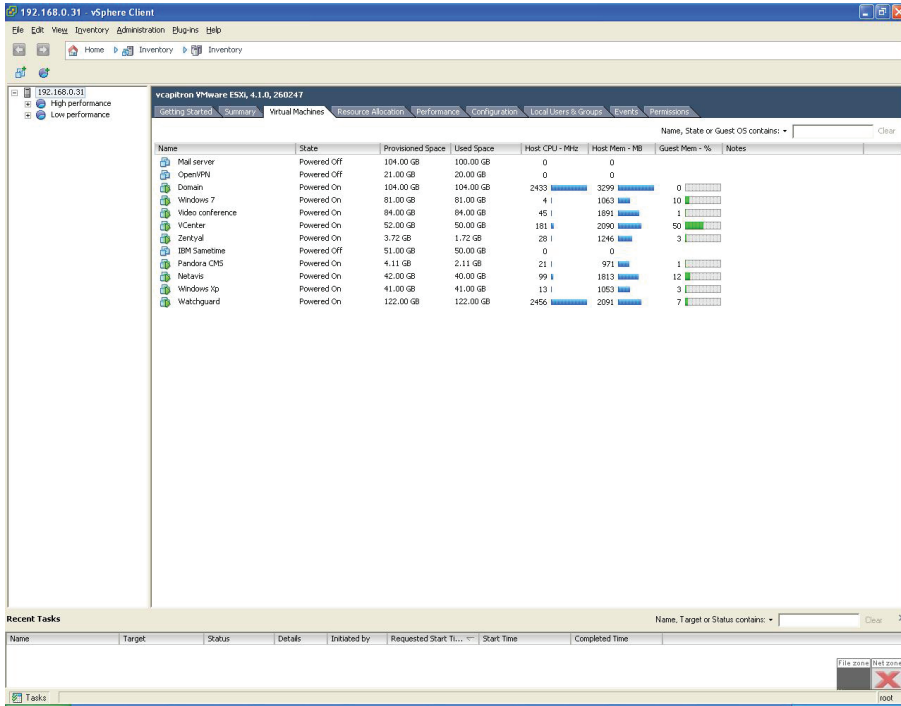 192.168.0.31 - vSphere Client
File Edit View Inventory Administration Plug-ins Help
Home Inventory Inventory
192.168.0.31
High performance
Low performance
vcapitron VMware ESXi, 4.1.0, 260247
Getting Started Summary Virtual Machines Resource Allocation Performance Configuration Local Users & Groups Events Permissions
Name, State or Guest OS contains: Clear
Name State Provisioned Space Used Space Host CPU - MHz Host Mem - MB Guest Mem - % Notes
Mail server Powered Off 104.00 GB 100.00 GB 0 0
OpenVPN Powered Off 21.00 GB 20.00 GB 0 0
Domain Powered On 104.00 GB 104.00 GB 2433 3299 0
Windows 7 Powered On 81.00 GB 81.00 GB 4 1063 10
Video conference Powered On 84.00 GB 84.00 GB 45 1891 1
VCenter Powered On 52.00 GB 50.00 GB 181 2090 50
Zentyal Powered On 3.72 GB 1.72 GB 28 1246 3
IBM Sametime Powered Off 51.00 GB 50.00 GB 0 0
Pandora CMS Powered On 4.11 GB 2.11 GB 21 971 1
Netavis Powered On 42.00 GB 40.00 GB 99 1813 12
Windows Xp Powered On 41.00 GB 41.00 GB 13 1053 3
Watchguard Powered On 122.00 GB 122.00 GB 2456 2091 7
Recent Tasks
Name, Target or Status contains: Clear
Name Target Status Details Initiated by Requested Start Ti... Start Time Completed Time
File zone Net zone
Tasks root